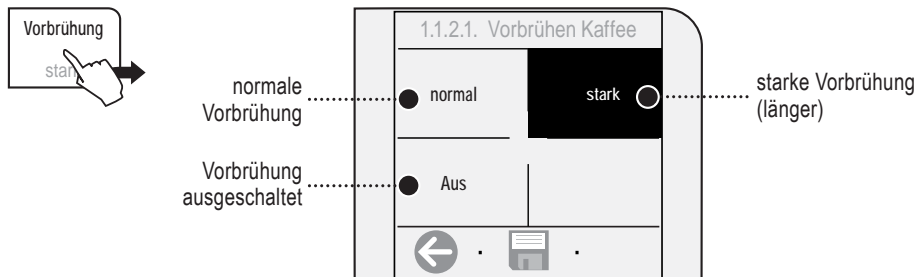 Vorbrühung
stark
1.1.2.1. Vorbrühen Kaffee
normale
Vorbrühung
normal
stark
starke Vorbrühung
(länger)
Vorbrühung
ausgeschaltet
Aus